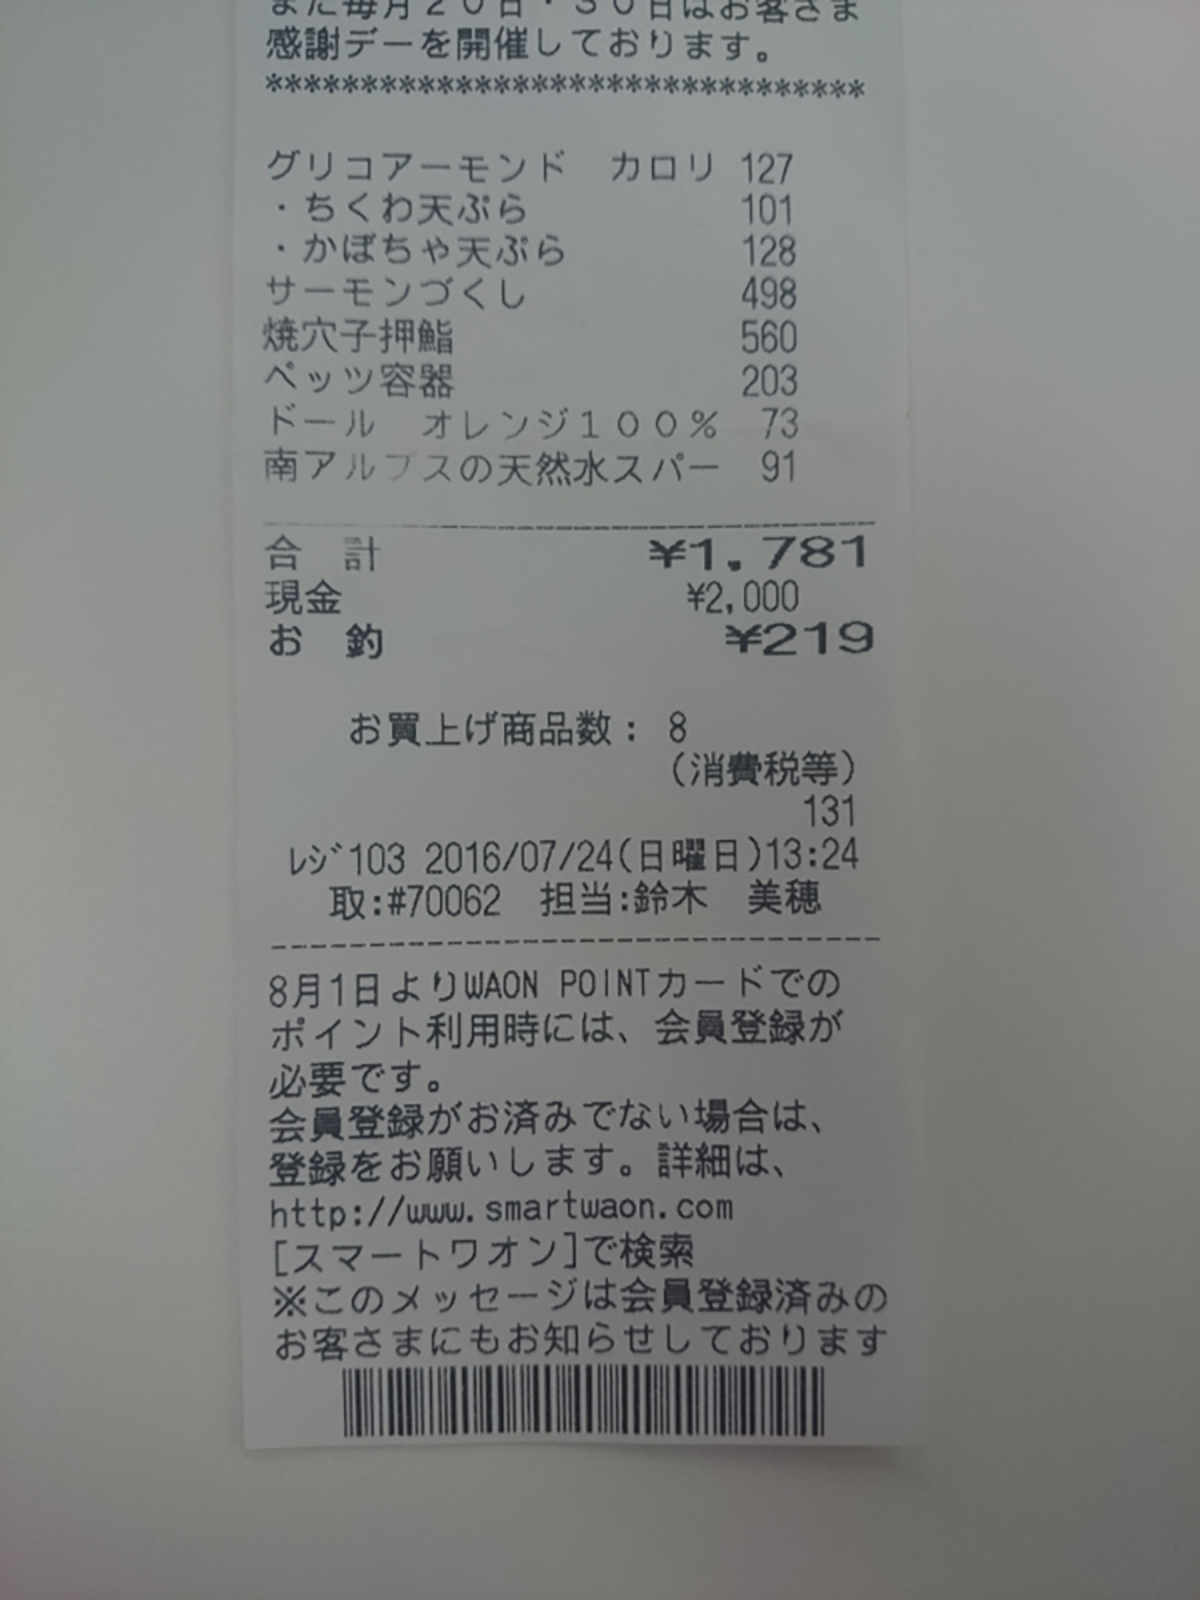 また毎月２０日・３０日はお客さま
感謝デーを開催しております。
********************************
グリコアーモンド　カロリ 127
・ちくわ天ぷら 101
・かぼちゃ天ぷら 128
サーモンづくし 498
焼穴子押鮨 560
ペッツ容器 203
ドール　オレンジ１００％ 73
南アルプスの天然水スパー 91
合　計 ¥1,781
現金 ¥2,000
お　釣 ¥219
お買上げ商品数： 8
(消費税等)
131
ﾚｼﾞ103 2016/07/24(日曜日)13:24
取:#70062　担当:鈴木　美穂
8月1日よりWAON POINTカードでの
ポイント利用時には、会員登録が
必要です。
会員登録がお済みでない場合は、
登録をお願いします。詳細は、
http://www.smartwaon.com
[スマートワオン]で検索
※このメッセージは会員登録済みの
お客さまにもお知らせしております